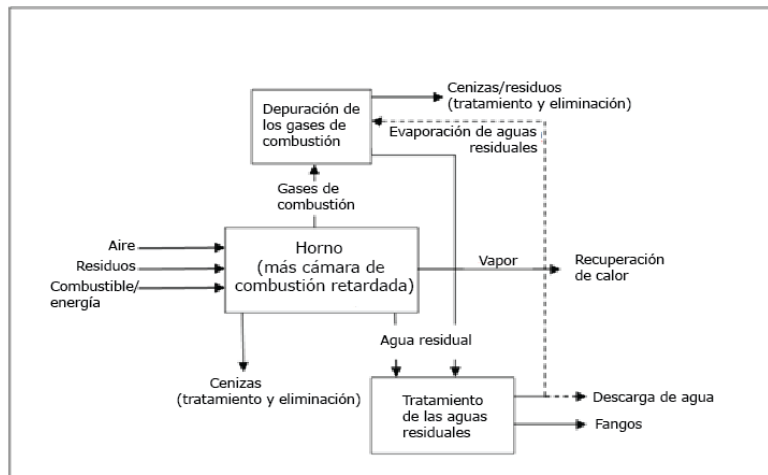 Depuración de
los gases de
combustión
Cenizas/residuos
(tratamiento y eliminación)
Evaporación de aguas
residuales
Gases de
combustión
Aire
Residuos
Combustible/
energía
Horno
(más cámara de
combustión retardada)
Vapor
Recuperación
de calor
Agua residual
Cenizas
(tratamiento y eliminación)
Tratamiento
de las aguas
residuales
Descarga de agua
Fangos